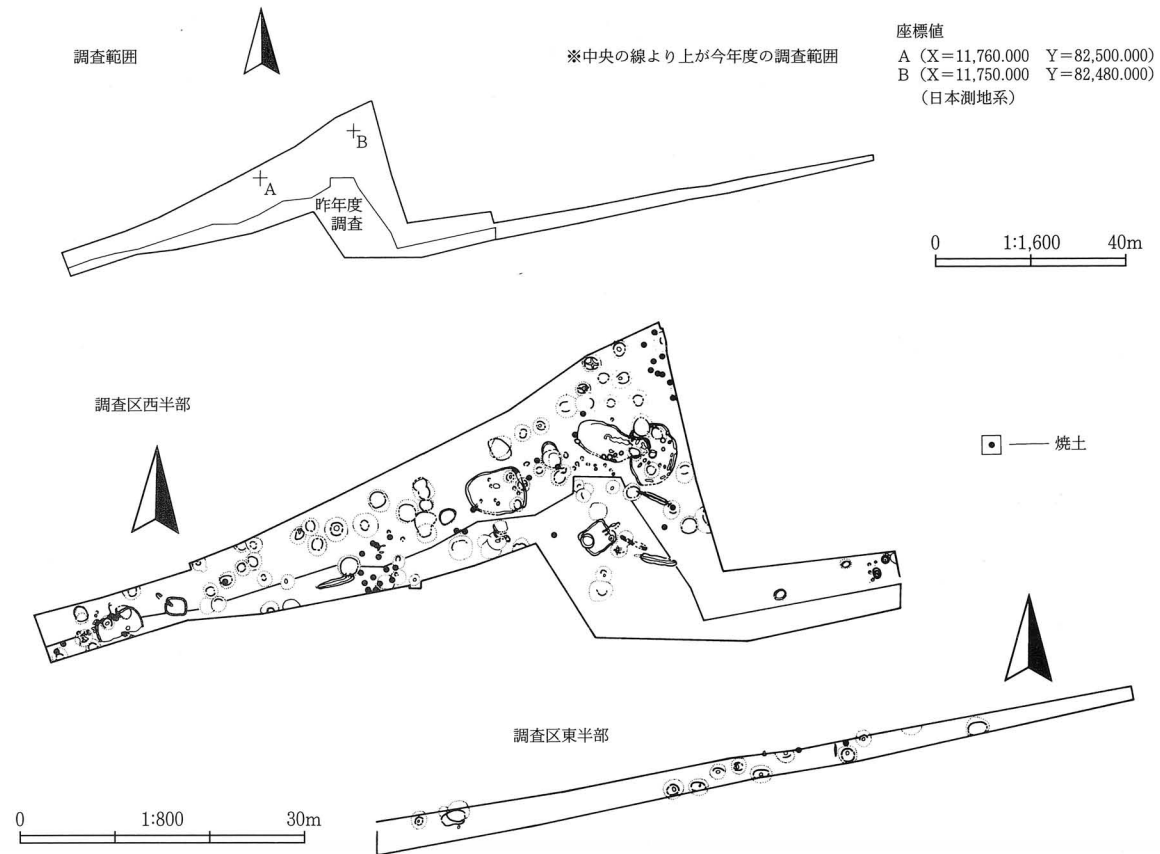 調査範囲
※中央の線より上が今年度の調査範囲
座標値
A（X＝11,760.000　Y＝82,500.000）
B（X＝11,750.000　Y＝82,480.000）
（日本測地系）
B
A
昨年度
調査
0　1:1,600　40m
調査区西半部
焼土
調査区東半部
0　1:800　30m